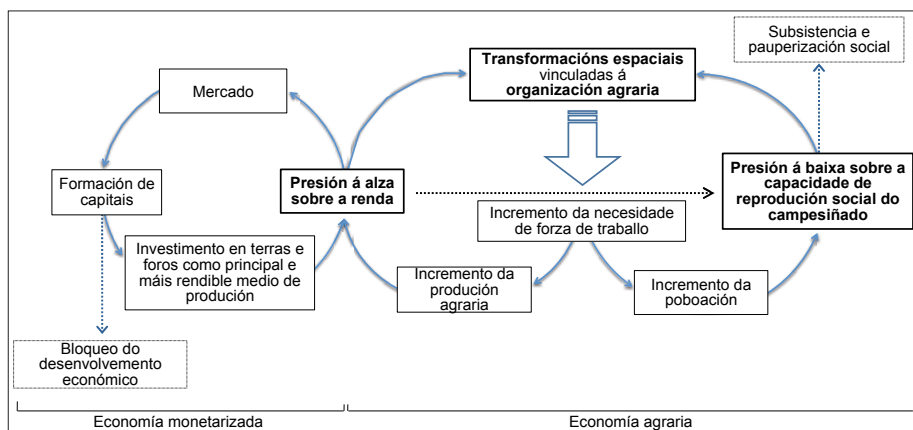 Subsistencia e
pauperización social
Transformacións espaciais
vinculadas á
organización agraria
Mercado
Formación de
capitais
Presión á alza
sobre a renda
Presión á baixa sobre a
capacidade de
reprodución social do
campesiñado
Incremento da necesidade
de forza de traballo
Investimento en terras e
foros como principal e
máis rendible medio de
produción
Incremento da
produción
agraria
Incremento da
poboación
Bloqueo do
desenvolvemento
económico
Economía monetarizada
Economía agraria